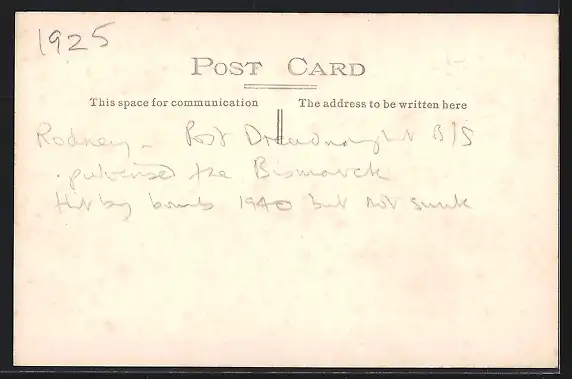 1925
POST CARD
This space for communication
The address to be written here
Rodney - Post Dreadnaught B/S
. pulverised the Bismarck
Hit by bombs 1940 but not sunk